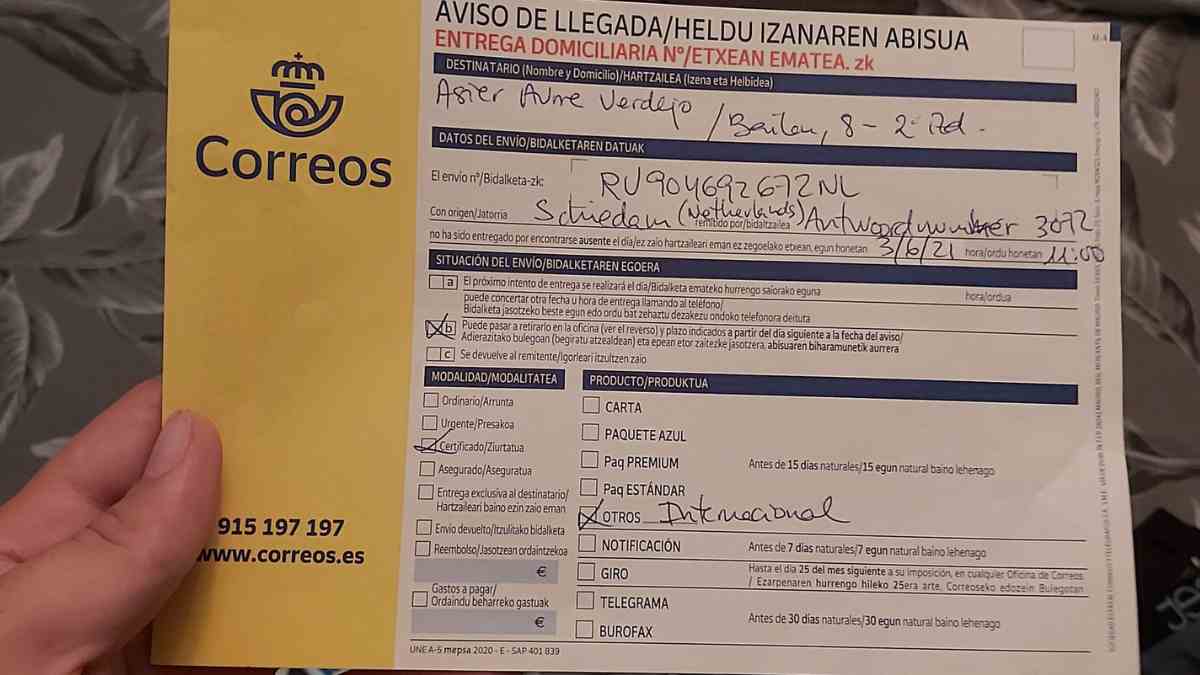 Correos
915 197 197
www.correos.es
AVISO DE LLEGADA/HELDU IZANAREN ABISUA
M-4
ENTREGA DOMICILIARIA Nº/ETXEAN EMATEA. zk
DESTINATARIO (Nombre y Domicilio)/HARTZAILEA (Izena eta Helbidea)
Asier Aume Verdejo / Bailen, 8 - 2º
DATOS DEL ENVÍO/BIDALKETAREN DATUAK
El envío nº/Bidalketa-zk: RU904692672NL
Con origen/Jatorria Schiedam (Netherlands) remitido por/bidaltzailea Antwoordnummer 3072
no ha sido entregado por encontrarse ausente el día/ez zaio hartzaileari eman ez zegoelako etxean, egun honetan 3/6/21 hora/ordu honetan 11:00
SITUACIÓN DEL ENVÍO/BIDALKETAREN EGOERA
a El próximo intento de entrega se realizará el día/Bidalketa emateko hurrengo saiorako eguna hora/ordua
puede concertar otra fecha u hora de entrega llamando al teléfono/
Bidalketa jasotzeko beste egun edo ordu bat zehaztu dezakezu ondoko telefonora deituta
b Puede pasar a retirarlo en la oficina (ver el reverso) y plazo indicados a partir del día siguiente a la fecha del aviso/
Adierazitako bulegoan (begiratu atzealdean) eta epean etor zaitezke jasotzera, abisuaren biharamunetik aurrera
c Se devuelve al remitente/Igorleari itzultzen zaio
MODALIDAD/MODALITATEA
Ordinario/Arrunta
Urgente/Presakoa
Certificado/Ziurtatua
Asegurado/Aseguratua
Entrega exclusiva al destinatario/
Hartzaileari baino ezin zaio eman
Envío devuelto/Itzulitako bidalketa
Reembolso/Jasotzean ordaintzekoa
€
Gastos a pagar/
Ordaindu beharreko gastuak
€
PRODUCTO/PRODUKTUA
CARTA
PAQUETE AZUL
Paq PREMIUM Antes de 15 días naturales/15 egun natural baino lehenago
Paq ESTÁNDAR
OTROS Internacional
NOTIFICACIÓN Antes de 7 días naturales/7 egun natural baino lehenago
GIRO Hasta el día 25 del mes siguiente a su imposición, en cualquier Oficina de Correos
/ Ezarpenaren hurrengo hileko 25era arte, Correoseko edozein Bulegotan
TELEGRAMA Antes de 30 días naturales/30 egun natural baino lehenago
BUROFAX
UNE A-5 mepsa 2020 - E - SAP 401 839